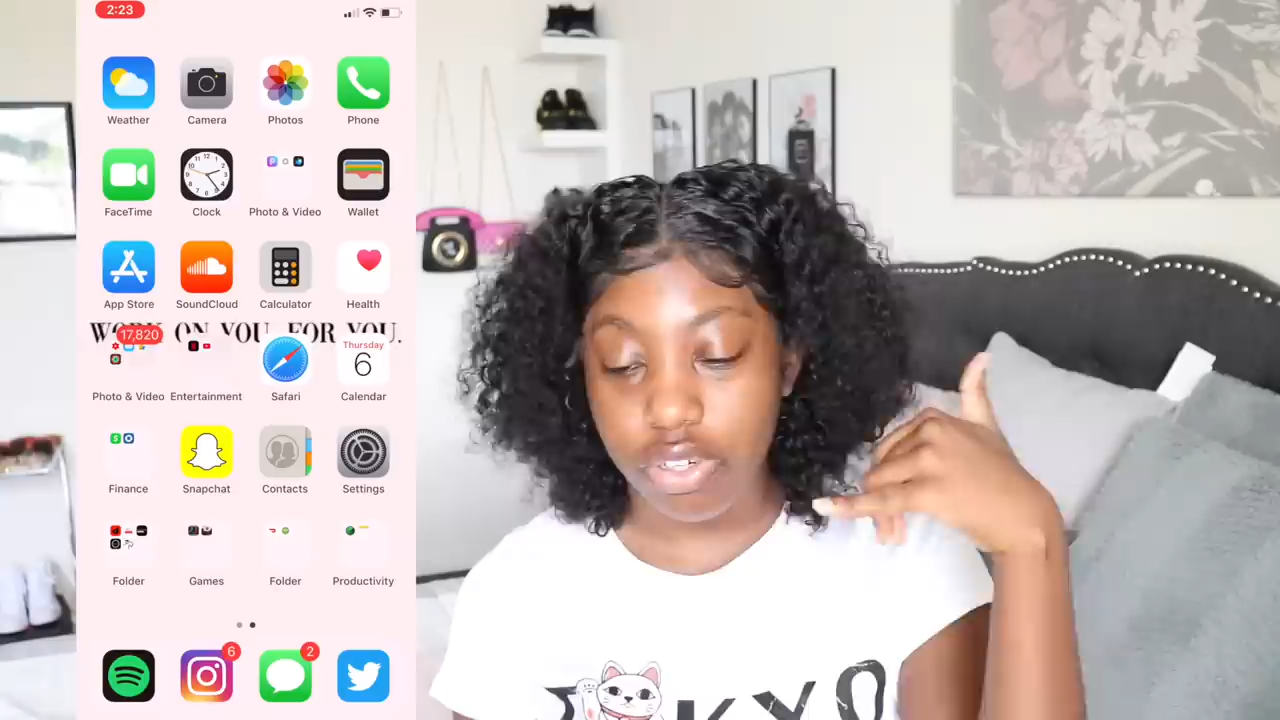 2:23
Weather Camera Photos Phone
FaceTime Clock Photo & Video Wallet
App Store SoundCloud Calculator Health
WORK ON YOU, FOR YOU.
17,820
Thursday
6
Photo & Video Entertainment Safari Calendar
Finance Snapchat Contacts Settings
Folder Games Folder Productivity
6 2
TOKYO